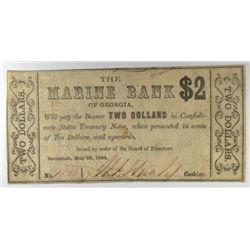 THE
MARINE BANK $2
OF GEORGIA,
Will pay the Bearer TWO DOLLARS in Confede-
rate States Treasury Notes, when presented in sums
of Ten Dollars, and upwards.
Issued by order of the Board of Directors.
Savannah, May 1864.
No. Cashier.
TWO DOLLARS.
TWO DOLLARS.